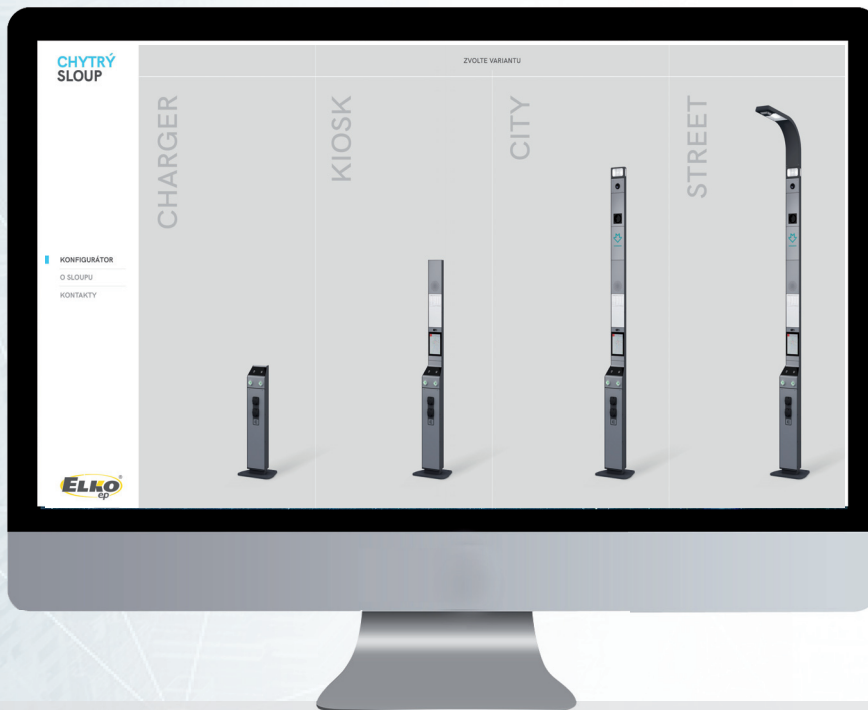 CHYTRÝ
SLOUP
ZVOLTE VARIANTU
CHARGER
KIOSK
CITY
STREET
KONFIGURÁTOR
O SLOUPU
KONTAKTY
ELKO
ep